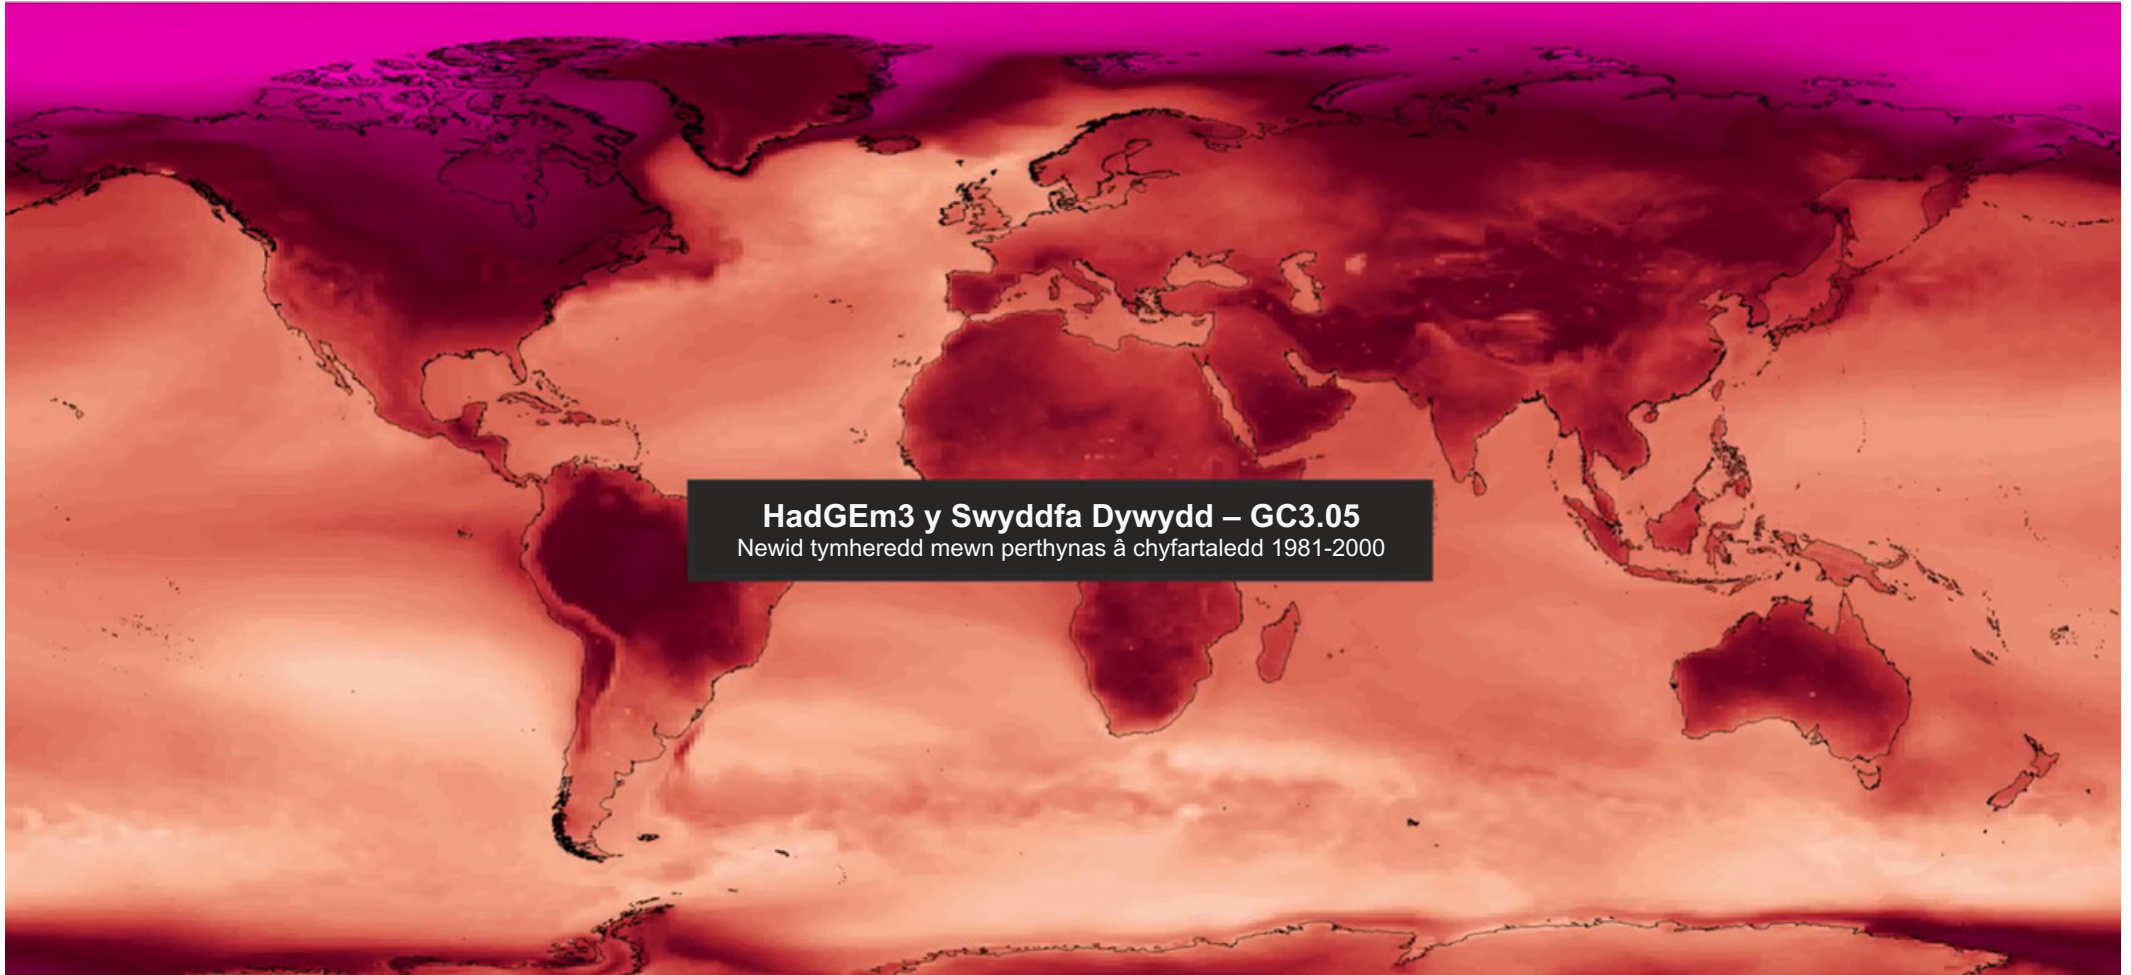 HadGEm3 y Swyddfa Dywydd – GC3.05
Newid tymheredd mewn perthynas â chyfartaledd 1981-2000